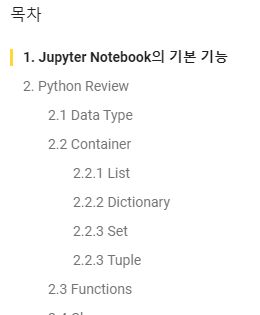 목차
1. Jupyter Notebook의 기본 기능
2. Python Review
2.1 Data Type
2.2 Container
2.2.1 List
2.2.2 Dictionary
2.2.3 Set
2.2.3 Tuple
2.3 Functions